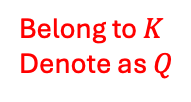 Belong to K
Denote as Q